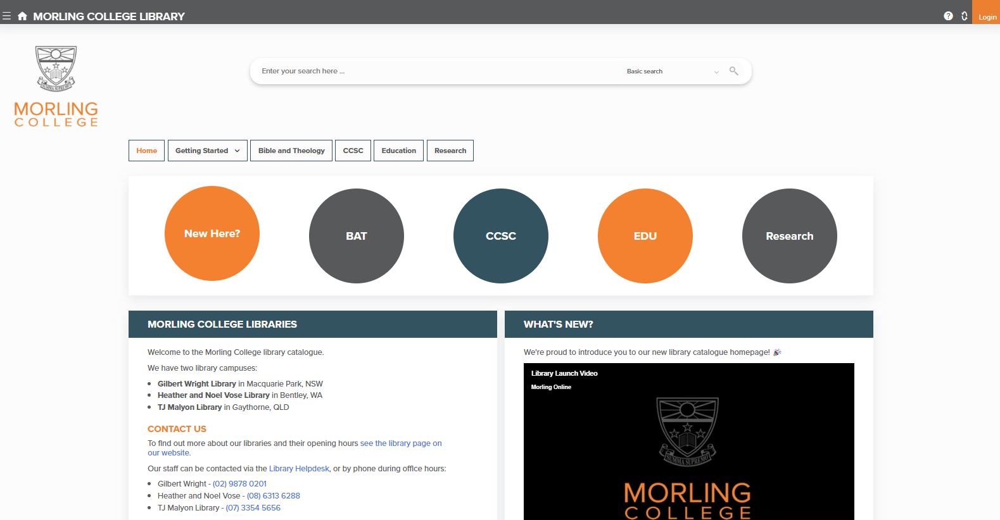 MORLING COLLEGE LIBRARY
Login
SUMMA SUPREMO
MORLING
COLLEGE
Enter your search here ...
Basic search
Home
Getting Started
Bible and Theology
CCSC
Education
Research
New Here?
BAT
CCSC
EDU
Research
MORLING COLLEGE LIBRARIES
Welcome to the Morling College library catalogue.
We have two library campuses:
Gilbert Wright Library in Macquarie Park, NSW
Heather and Noel Vose Library in Bentley, WA
TJ Malyon Library in Gaythorne, QLD
CONTACT US
To find out more about our libraries and their opening hours see the library page on
our website.
Our staff can be contacted via the Library Helpdesk, or by phone during office hours:
Gilbert Wright - (02) 9878 0201
Heather and Noel Vose - (08) 6313 6288
TJ Malyon Library - (07) 3354 5656
WHAT'S NEW?
We're proud to introduce you to our new library catalogue homepage! 🎉
Library Launch Video
Morling Online
SUMMA SUPREMO
MORLING
COLLEGE